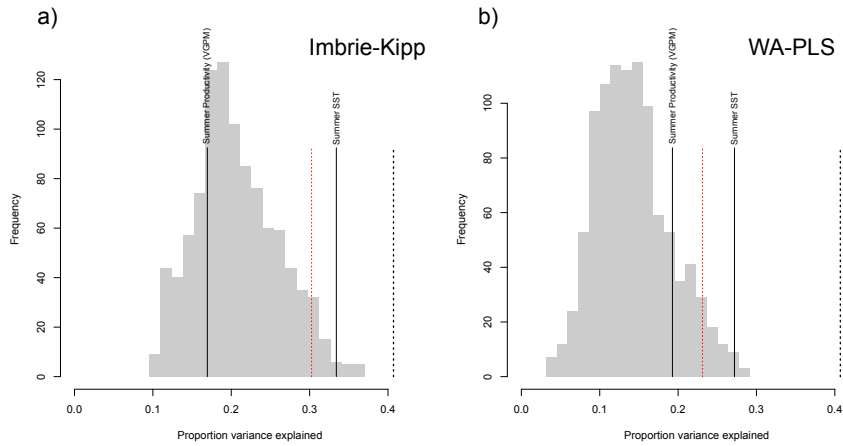 a)
Imbrie-Kipp
Summer Productivity (VGPM)
Summer SST
Frequency
120
100
80
60
40
20
0
0.0 0.1 0.2 0.3 0.4
Proportion variance explained
b)
WA-PLS
Summer Productivity (VGPM)
Summer SST
Frequency
100
80
60
40
20
0
0.0 0.1 0.2 0.3 0.4
Proportion variance explained